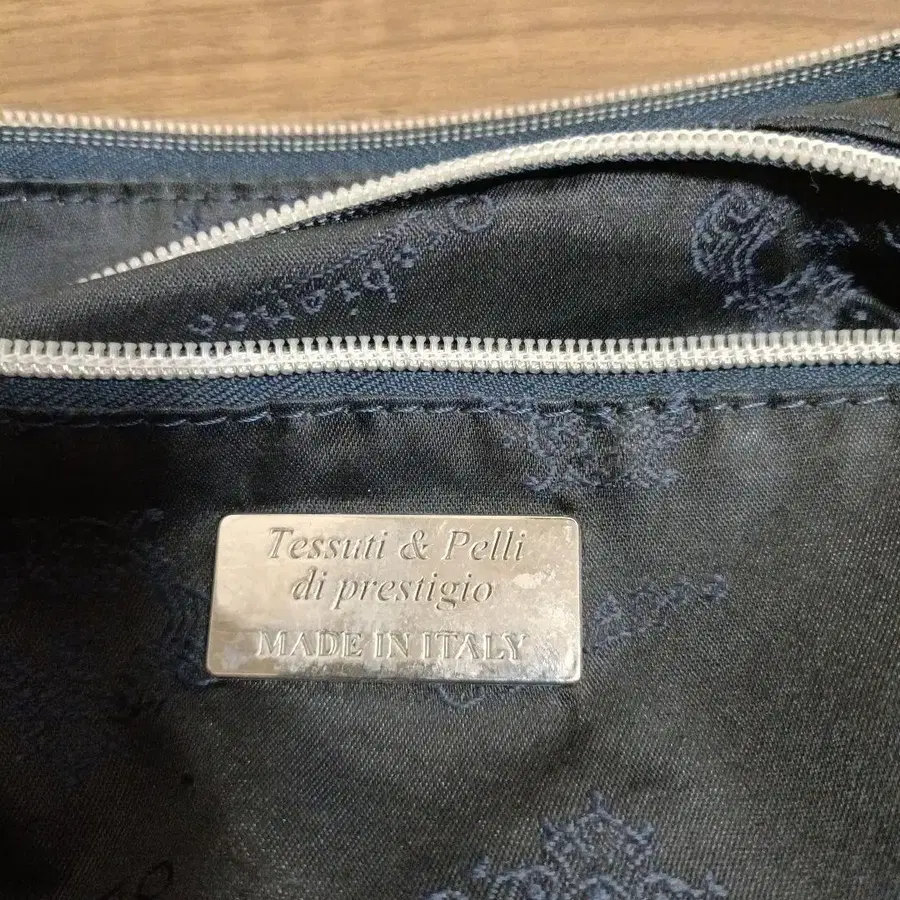 Tessuti & Pelli
di prestigio
MADE IN ITALY